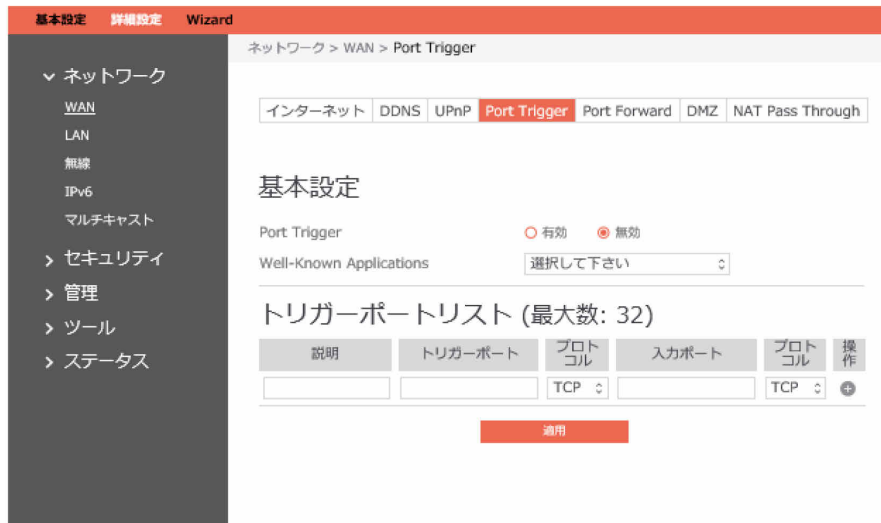 基本設定 詳細設定 Wizard
ネットワーク > WAN > Port Trigger
ネットワーク
WAN
LAN
無線
IPv6
マルチキャスト
セキュリティ
管理
ツール
ステータス
インターネット DDNS UPnP Port Trigger Port Forward DMZ NAT Pass Through
基本設定
Port Trigger 有効 無効
Well-Known Applications 選択して下さい
トリガーポートリスト (最大数: 32)
説明 トリガーポート プロトコル 入力ポート プロトコル 操作
TCP TCP
適用